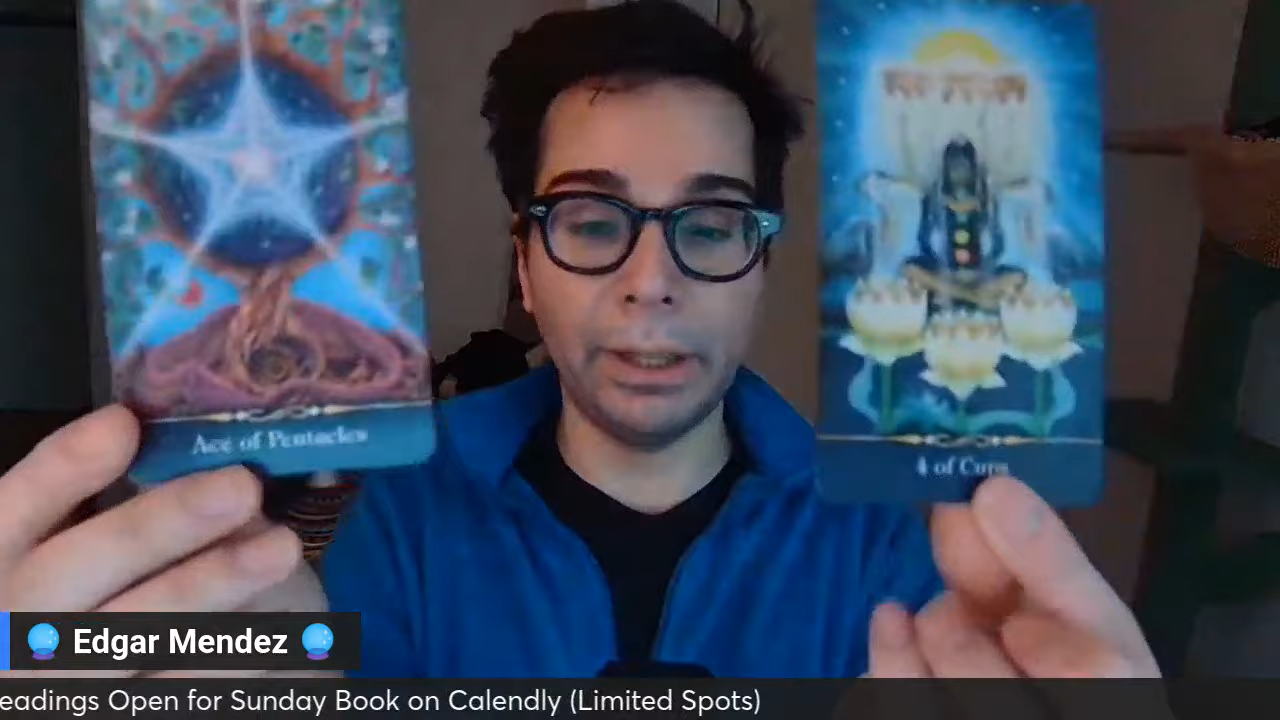 Ace of Pentacles
4 of Cups
🔮 Edgar Mendez 🔮
eadings Open for Sunday Book on Calendly (Limited Spots)